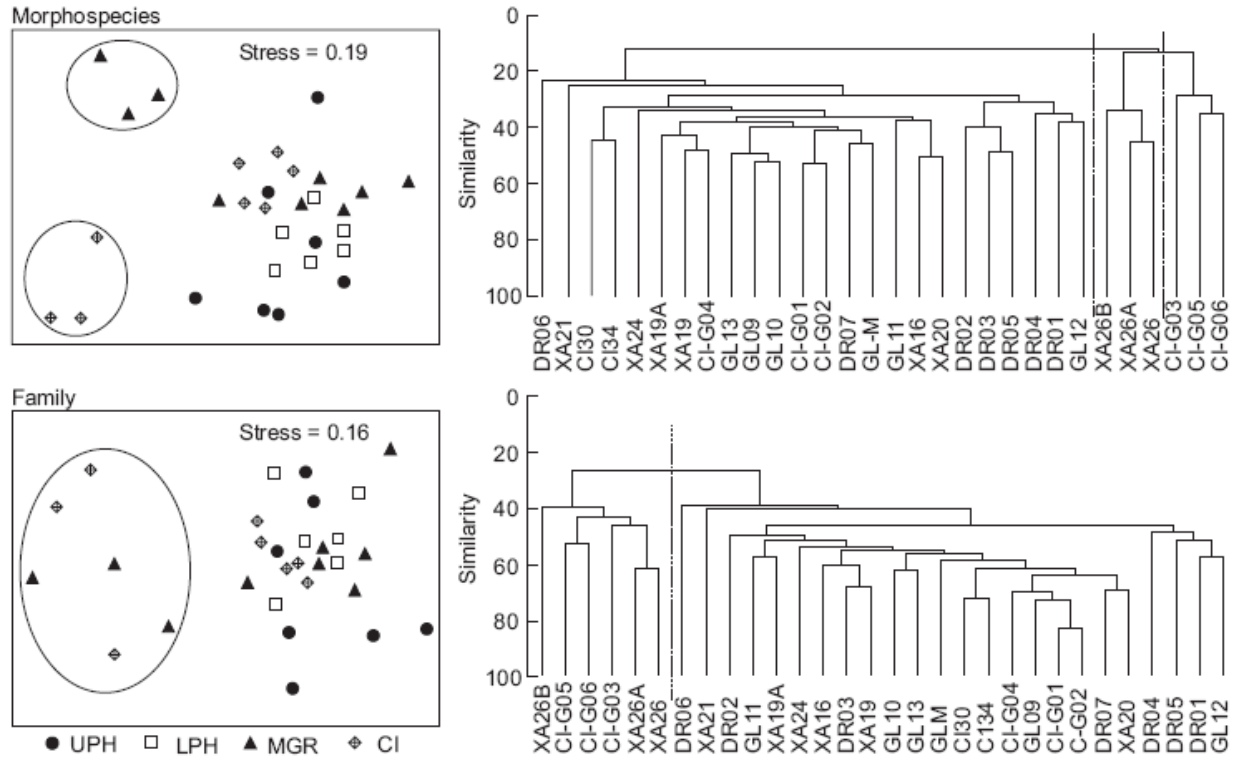 Morphospecies
Stress = 0.19
0
20
40
60
80
100
Similarity
DR06
XA21
CI30
CI34
XA24
XA19A
XA19
CI-G04
GL13
GL09
GL10
CI-G01
CI-G02
DR07
GL-M
GL11
XA16
XA20
DR02
DR03
DR05
DR04
DR01
GL12
XA26B
XA26A
XA26
CI-G03
CI-G05
CI-G06
Family
Stress = 0.16
0
20
40
60
80
100
Similarity
XA26B
CI-G05
CI-G06
CI-G03
XA26A
XA26
DR06
XA21
DR02
GL11
XA19A
XA24
XA16
DR03
XA19
GL10
GL13
GLM
CI30
C134
CI-G04
GL09
CI-G01
C-G02
DR07
XA20
DR04
DR05
DR01
GL12
UPH LPH MGR CI